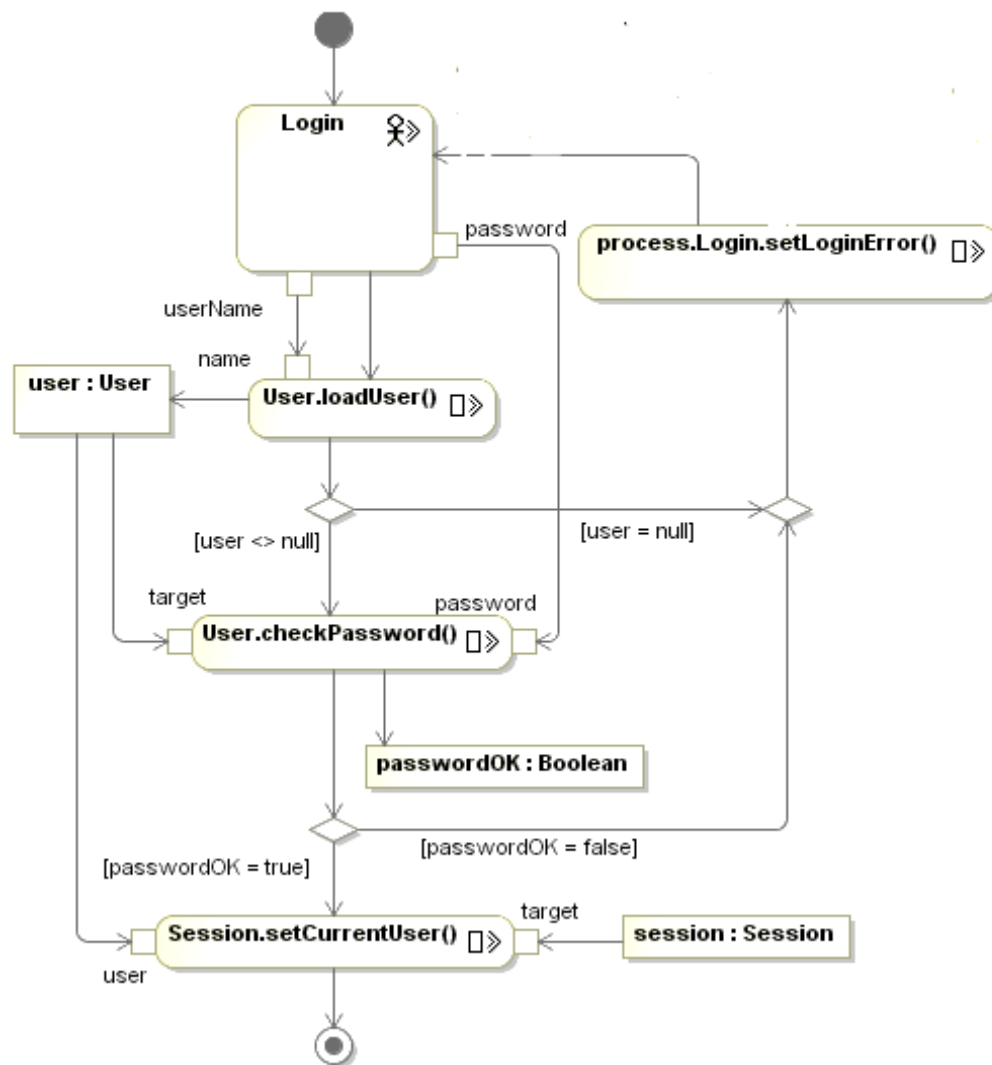 Login
password
process.Login.setLoginError()
userName
name
user : User
User.loadUser()
[user <> null]
[user = null]
target
password
User.checkPassword()
passwordOK : Boolean
[passwordOK = true]
[passwordOK = false]
target
Session.setCurrentUser()
session : Session
user